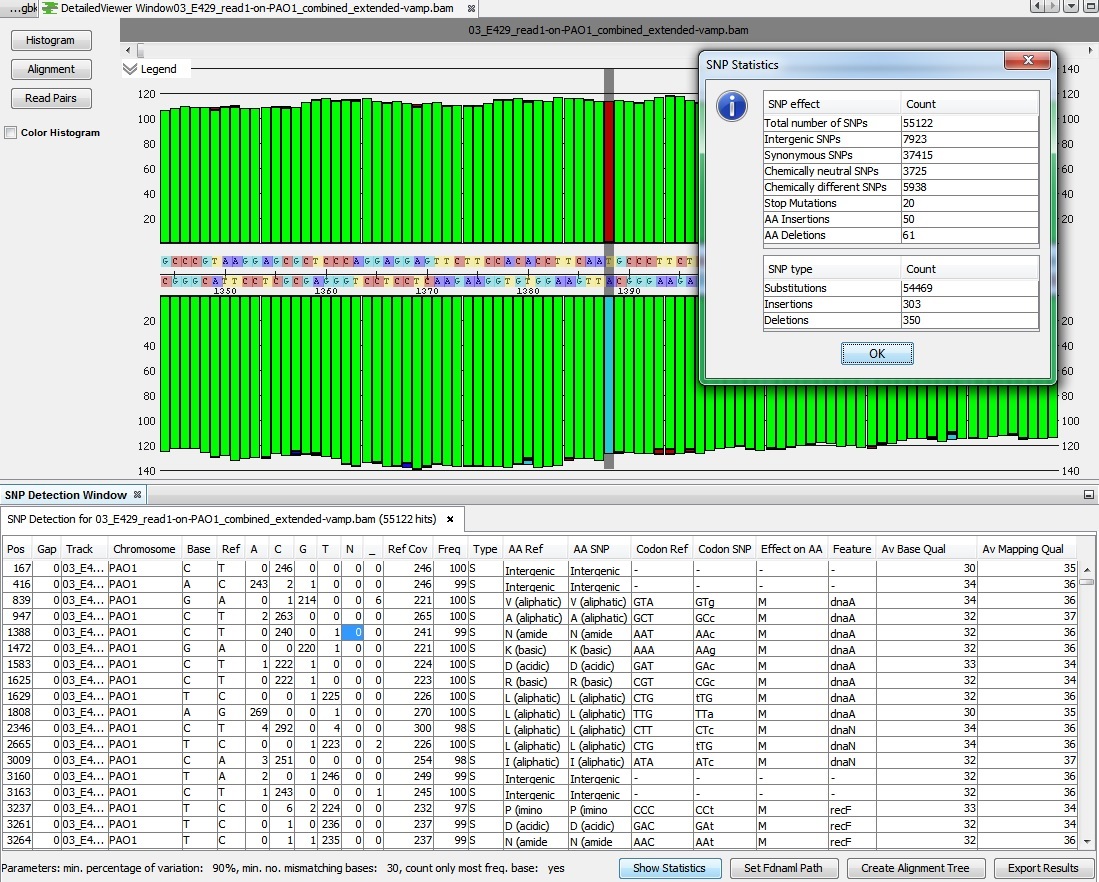 ...gbk DetailedViewer Window03_E429_read1-on-PAO1_combined_extended-vamp.bam
03_E429_read1-on-PAO1_combined_extended-vamp.bam
Histogram
Alignment
Read Pairs
Color Histogram
Legend
140
120 120
100 100
80 80
60 60
40 40
20 20
G C C C G T A A G G A G C G C T C C C A G G A G G A G T T C T T C C A C A C C T T C A A T G C C C T T C T
C G G G C A T T C C T C G C G A G G G T C C T C C T C A A G A A G G T G T G G A A G T T A C G G G A A G A
1350 1360 1370 1380 1390
20 20
40 40
60 60
80 80
100 100
120 120
140 140
SNP Statistics
SNP effect Count
Total number of SNPs 55122
Intergenic SNPs 7923
Synonymous SNPs 37415
Chemically neutral SNPs 3725
Chemically different SNPs 5938
Stop Mutations 20
AA Insertions 50
AA Deletions 61
SNP type Count
Substitutions 54469
Insertions 303
Deletions 350
OK
SNP Detection Window
SNP Detection for 03_E429_read1-on-PAO1_combined_extended-vamp.bam (55122 hits)
Pos Gap Track Chromosome Base Ref A C G T N _ Ref Cov Freq Type AA Ref AA SNP Codon Ref Codon SNP Effect on AA Feature Av Base Qual Av Mapping Qual
167 0 03_E4... PAO1 C T 0 246 0 0 0 0 246 100 S Intergenic Intergenic - - - - 30 35
416 0 03_E4... PAO1 A C 243 2 1 0 0 0 246 99 S Intergenic Intergenic - - - - 34 36
839 0 03_E4... PAO1 G A 0 1 214 0 0 6 221 100 S V (aliphatic) V (aliphatic) GTA GTg M dnaA 34 36
947 0 03_E4... PAO1 C T 2 263 0 0 0 0 265 100 S A (aliphatic) A (aliphatic) GCT GCc M dnaA 32 37
1388 0 03_E4... PAO1 C T 0 240 0 1 0 0 241 99 S N (amide N (amide AAT AAc M dnaA 32 36
1472 0 03_E4... PAO1 G A 0 0 220 1 0 0 221 100 S K (basic) K (basic) AAA AAg M dnaA 32 36
1583 0 03_E4... PAO1 C T 1 222 1 0 0 0 224 100 S D (acidic) D (acidic) GAT GAc M dnaA 33 34
1625 0 03_E4... PAO1 C T 0 222 1 0 0 0 223 100 S R (basic) R (basic) CGT CGc M dnaA 32 34
1629 0 03_E4... PAO1 T C 0 0 1 225 0 0 226 100 S L (aliphatic) L (aliphatic) CTG tTG M dnaA 32 36
1808 0 03_E4... PAO1 A G 269 0 0 1 0 0 270 100 S L (aliphatic) L (aliphatic) TTG TTa M dnaA 30 35
2346 0 03_E4... PAO1 C T 4 292 0 4 0 0 300 98 S L (aliphatic) L (aliphatic) CTT CTc M dnaN 34 36
2665 0 03_E4... PAO1 T C 0 0 1 223 0 2 226 100 S L (aliphatic) L (aliphatic) CTG tTG M dnaN 34 36
3009 0 03_E4... PAO1 C A 3 251 0 0 0 0 254 98 S I (aliphatic) I (aliphatic) ATA ATc M dnaN 32 37
3160 0 03_E4... PAO1 T A 2 0 1 246 0 0 249 99 S Intergenic Intergenic - - - - 32 36
3163 0 03_E4... PAO1 C T 1 243 0 0 0 1 245 100 S Intergenic Intergenic - - - - 32 36
3237 0 03_E4... PAO1 T C 0 6 2 224 0 0 232 97 S P (imino P (imino CCC CCt M recF 33 34
3261 0 03_E4... PAO1 T C 0 1 0 236 0 0 237 99 S D (acidic) D (acidic) GAC GAt M recF 32 34
3264 0 03_E4... PAO1 T C 0 1 1 235 0 0 237 99 S N (amide N (amide AAC AAt M recF 32 36
Parameters: min. percentage of variation: 90%, min. no. mismatching bases: 30, count only most freq. base: yes
Show Statistics Set Fdnaml Path Create Alignment Tree Export Results